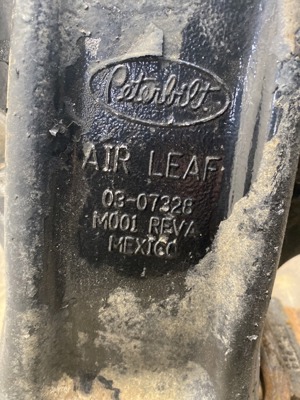 Peterbilt
AIR LEAF
03-07328
M001 REVA
MEXICO